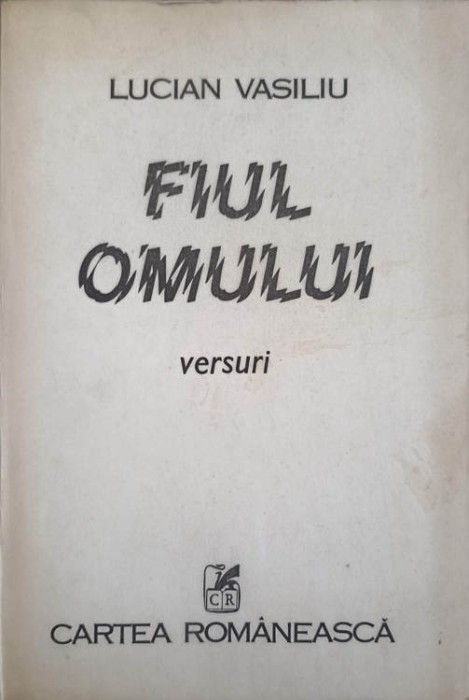 LUCIAN VASILIU
FIUL
OMULUI
versuri
CR
CARTEA ROMÂNEASCĂ